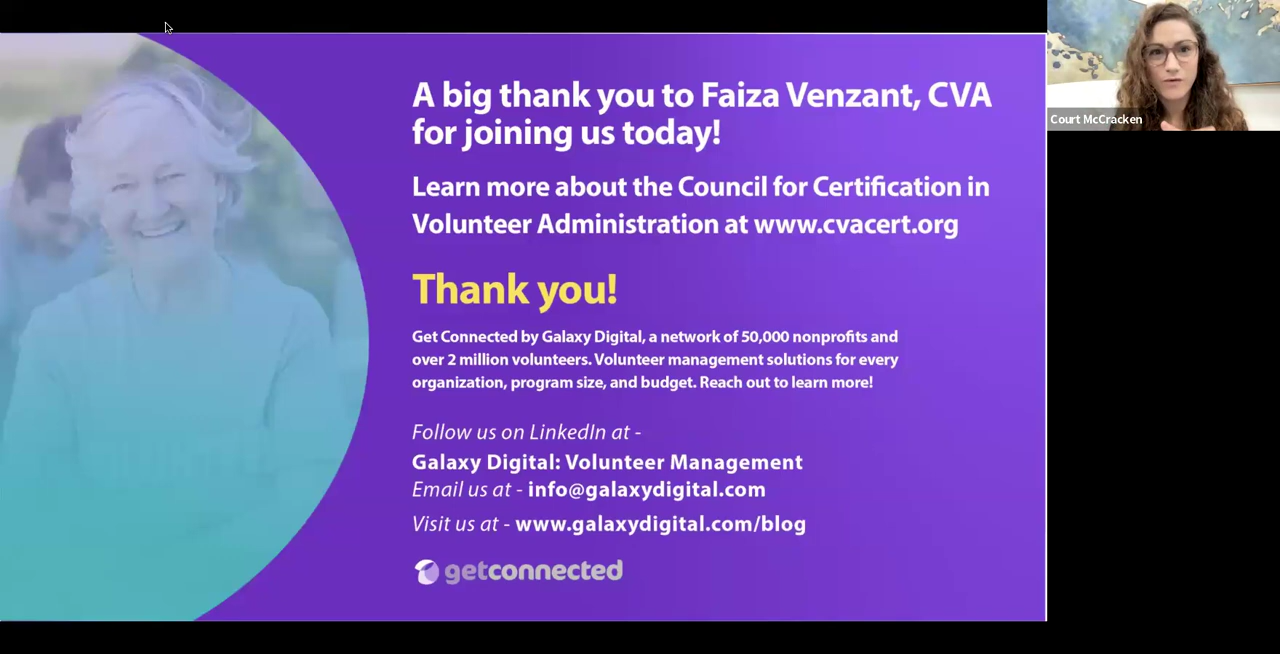 A big thank you to Faiza Venzant, CVA
for joining us today!
Learn more about the Council for Certification in
Volunteer Administration at www.cvacert.org
Thank you!
Get Connected by Galaxy Digital, a network of 50,000 nonprofits and
over 2 million volunteers. Volunteer management solutions for every
organization, program size, and budget. Reach out to learn more!
Follow us on LinkedIn at -
Galaxy Digital: Volunteer Management
Email us at - info@galaxydigital.com
Visit us at - www.galaxydigital.com/blog
getconnected
Court McCracken